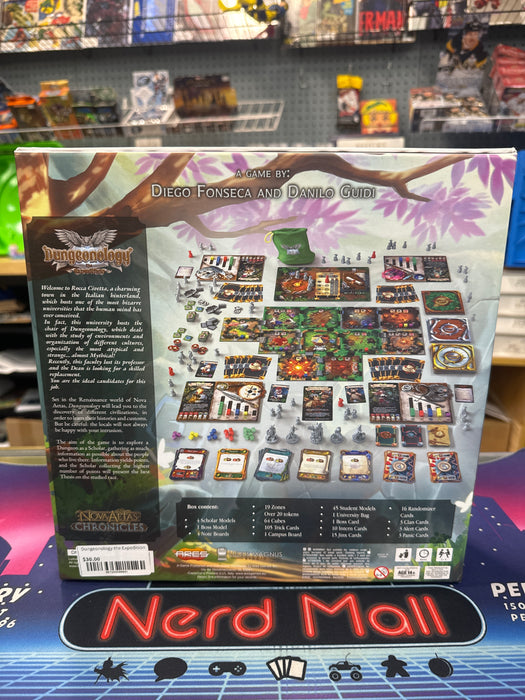 A GAME BY:
DIEGO FONSECA AND DANILO GUIDI
Dungeonology
Welcome to Rocca Civetta, a charming
town in the Italian hinterland,
which hosts one of the most bizarre
universities that the human mind has
ever conceived.
In fact, this university hosts the
chair of Dungeonology, which deals
with the study of environments and
organization of different cultures,
especially the most atypical and
strange... almost Mythical!
Recently, this faculty lost its professor
and the Dean is looking for a skilled
replacement.
You are the ideal candidates for this
job.
Set in the Renaissance world of Nova
Aetas, Dungeonology will lead you to the
discovery of different civilizations, in
order to learn their histories and customs.
But be careful: the locals will not always
be happy with your intrusion.
The aim of the game is to explore a
Dungeon as a Scholar, gathering as much
information as possible about the people
who live there. Information yields points,
and the Scholar collecting the highest
number of points will present the best
Thesis on the studied race.
NOVA AETAS
CHRONICLES
Box content:
4 Scholar Models
1 Boss Model
4 Note Boards
19 Zones
Over 20 tokens
64 Cubes
105 Trick Cards
1 Campus Board
45 Student Models
1 University Bag
1 Boss Card
10 Incant Cards
15 Jinx Cards
16 Randomizer
Cards
5 Clan Cards
5 Alert Cards
5 Panic Cards
ARES
Dungeonology the Expedition
$30.00
AGE 14+
Nerd Mall